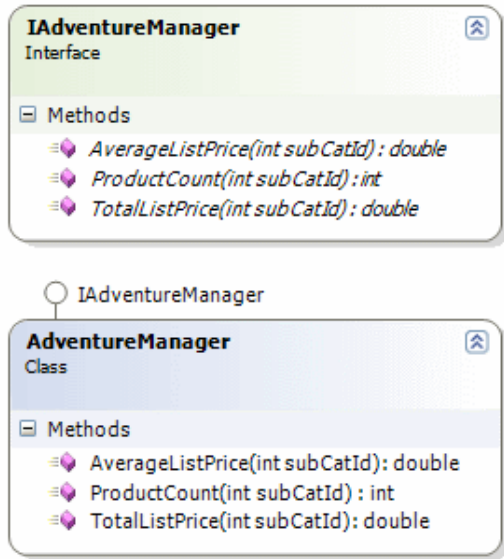 IAdventureManager
Interface
Methods
AverageListPrice(int subCatId) : double
ProductCount(int subCatId) : int
TotalListPrice(int subCatId) : double
IAdventureManager
AdventureManager
Class
Methods
AverageListPrice(int subCatId): double
ProductCount(int subCatId) : int
TotalListPrice(int subCatId): double